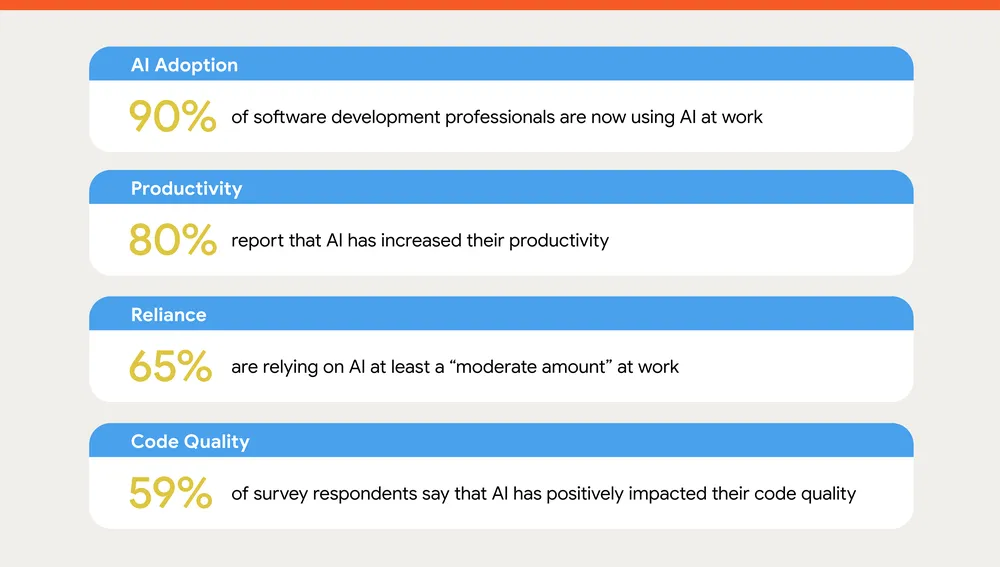 AI Adoption
90% of software development professionals are now using AI at work
Productivity
80% report that AI has increased their productivity
Reliance
65% are relying on AI at least a “moderate amount” at work
Code Quality
59% of survey respondents say that AI has positively impacted their code quality